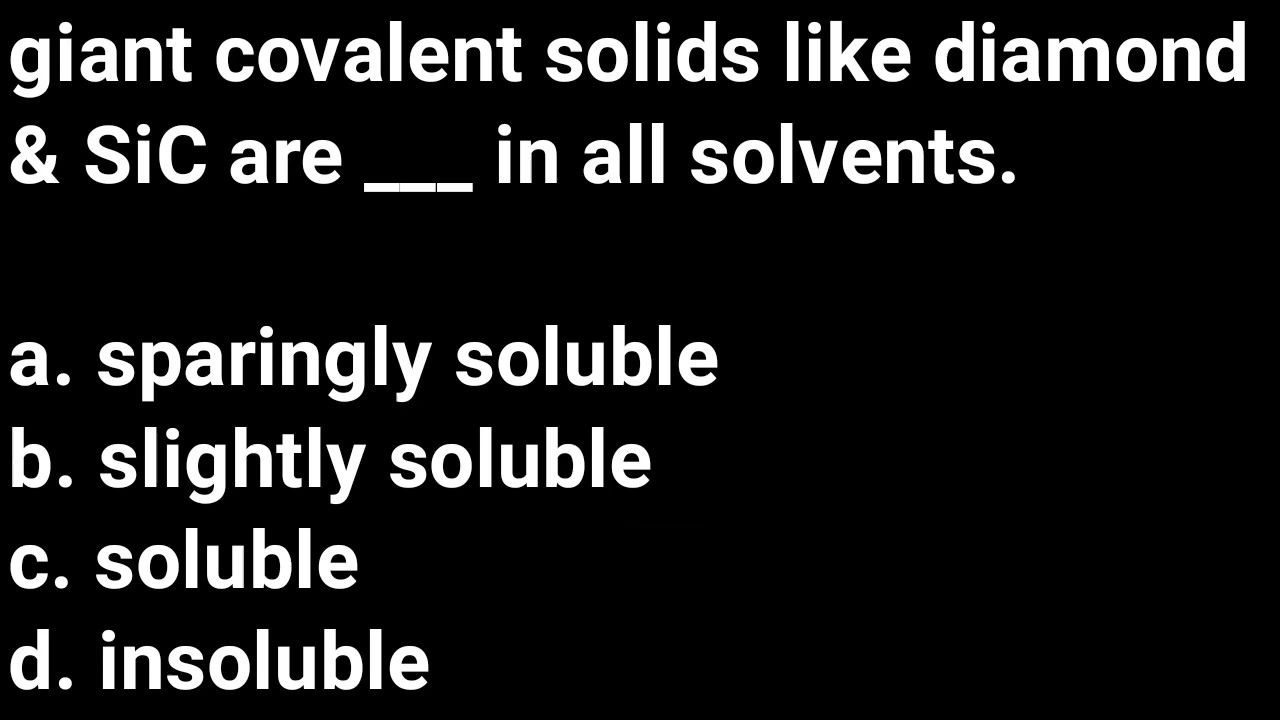 giant covalent solids like diamond
& SiC are ___ in all solvents.
a. sparingly soluble
b. slightly soluble
c. soluble
d. insoluble